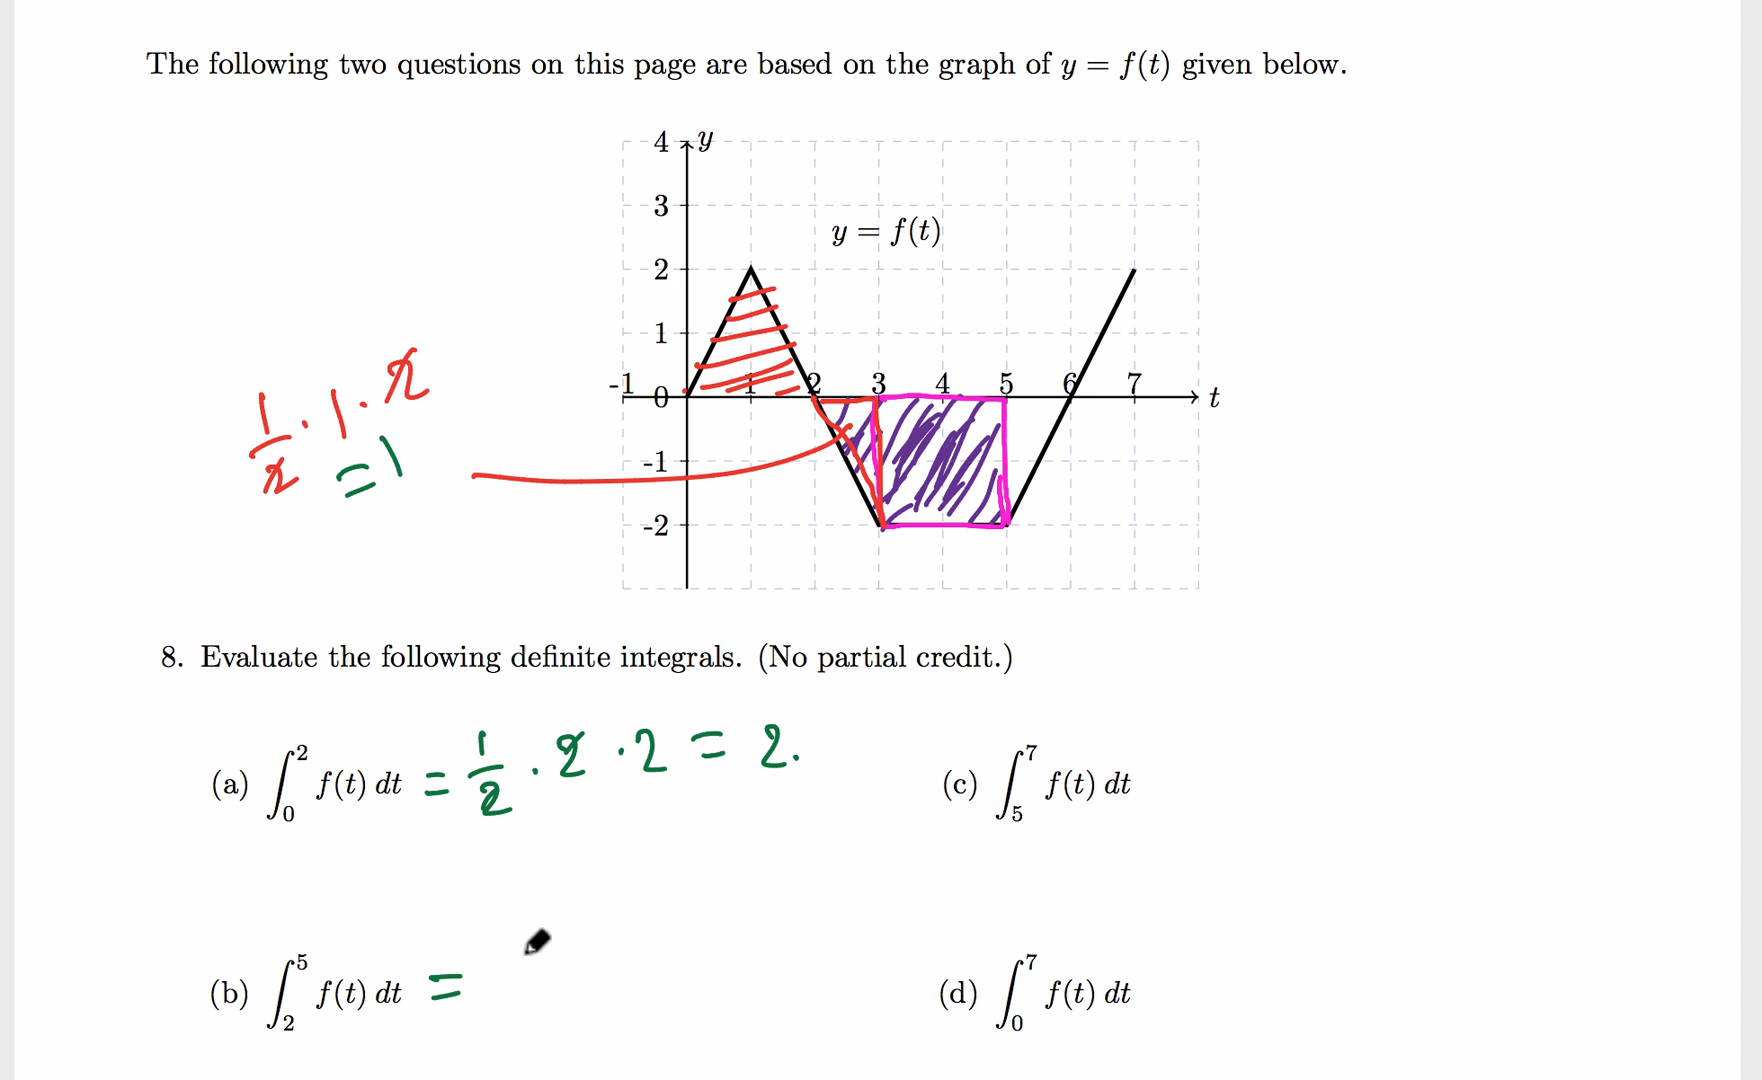 The following two questions on this page are based on the graph of y = f(t) given below.
4 y
3
y = f(t)
2
1
-1 0 1 2 3 4 5 6 7 t
-1
-2
1/2 · 1 · 2
= 1
8. Evaluate the following definite integrals. (No partial credit.)
(a) ∫₀² f(t) dt = 1/2 · 2 · 2 = 2.
(c) ∫₅⁷ f(t) dt
(b) ∫₂⁵ f(t) dt =
(d) ∫₀⁷ f(t) dt